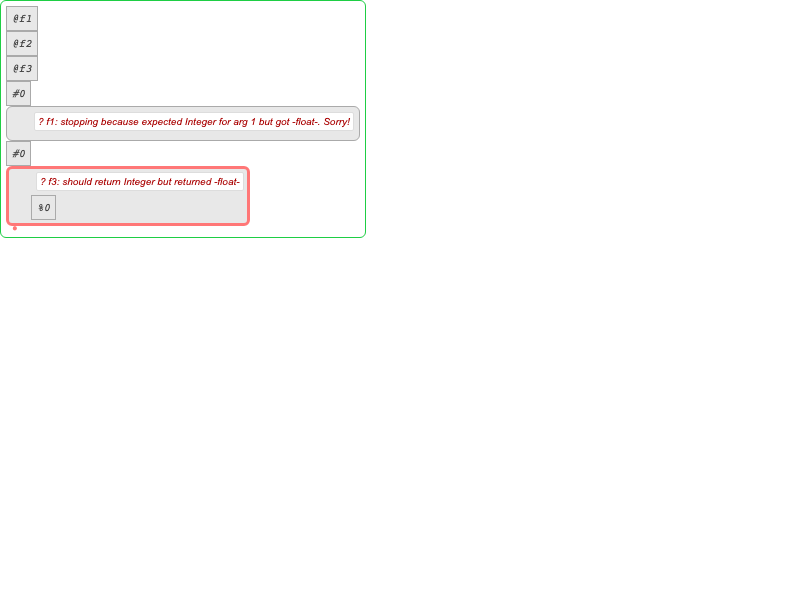 @f1
@f2
@f3
#0
? f1: stopping because expected Integer for arg 1 but got -float-. Sorry!
#0
? f3: should return Integer but returned -float-
%0